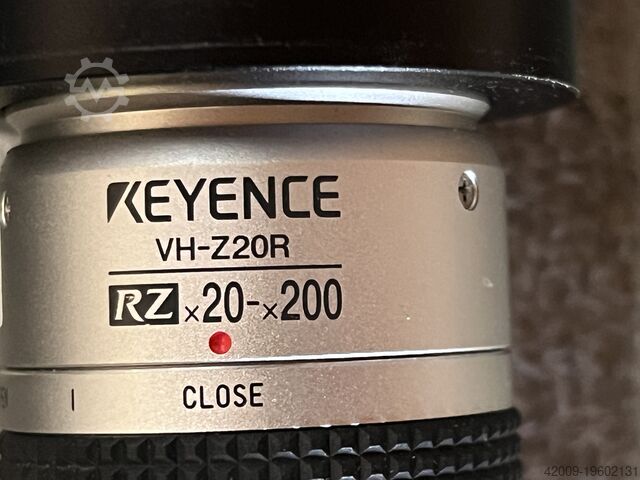 KEYENCE
VH-Z20R
RZ ×20-×200
CLOSE
42009-19602131